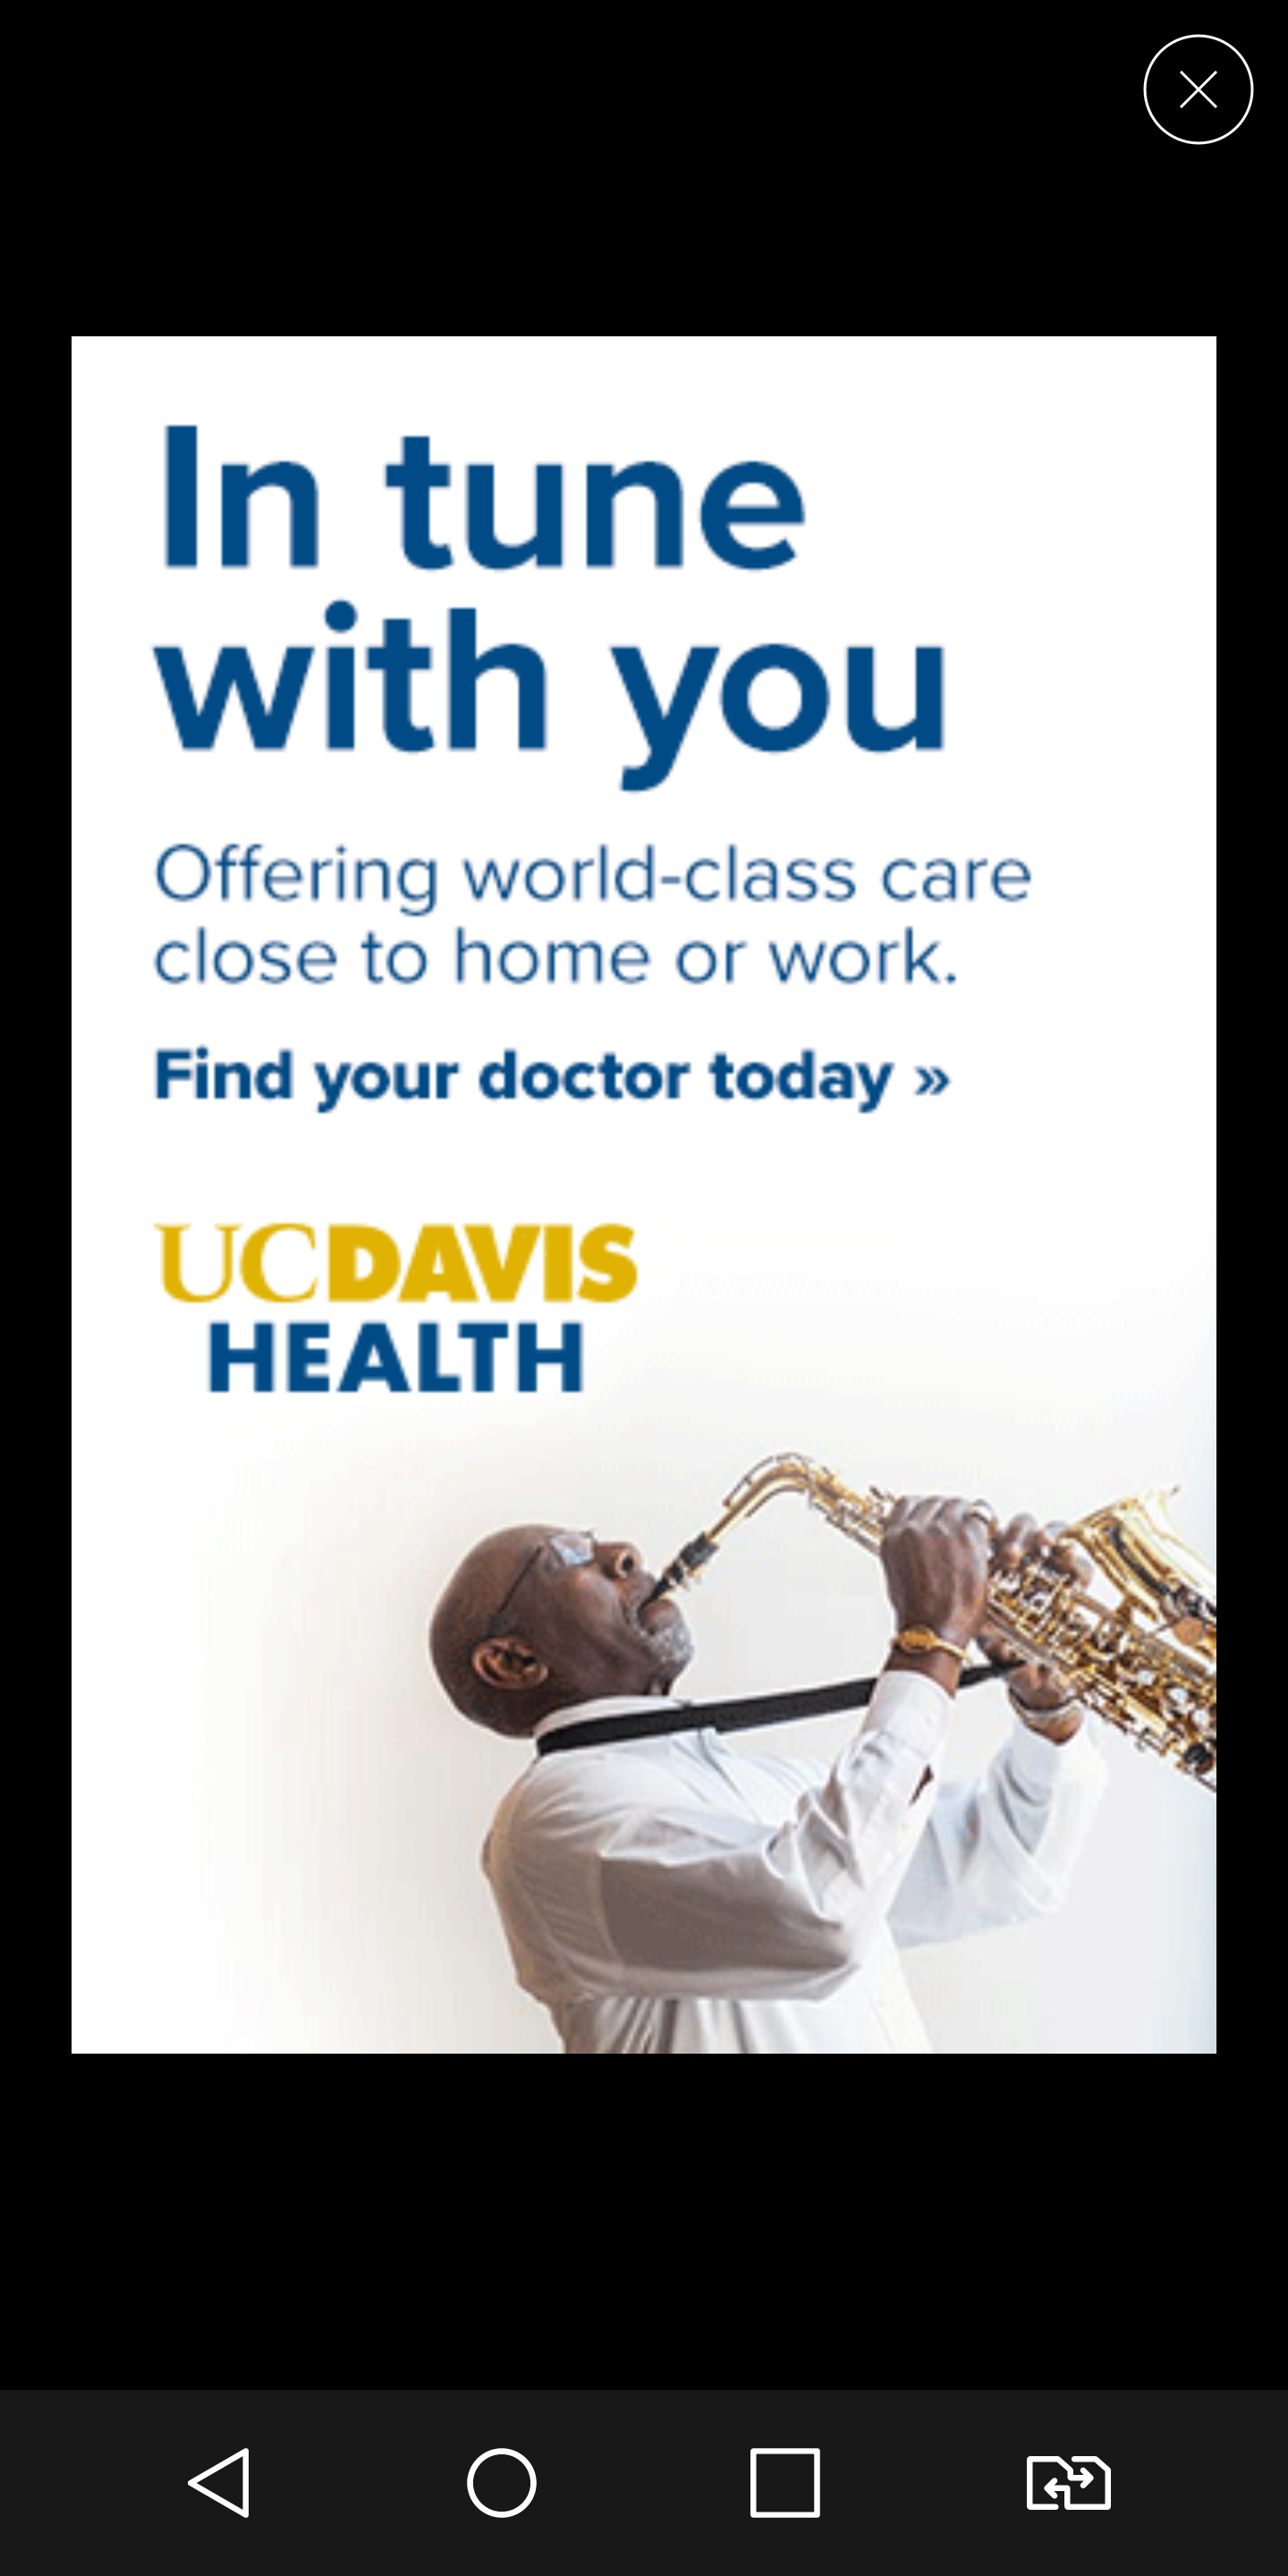 In tune
with you
Offering world-class care
close to home or work.
Find your doctor today »
UCDAVIS
HEALTH